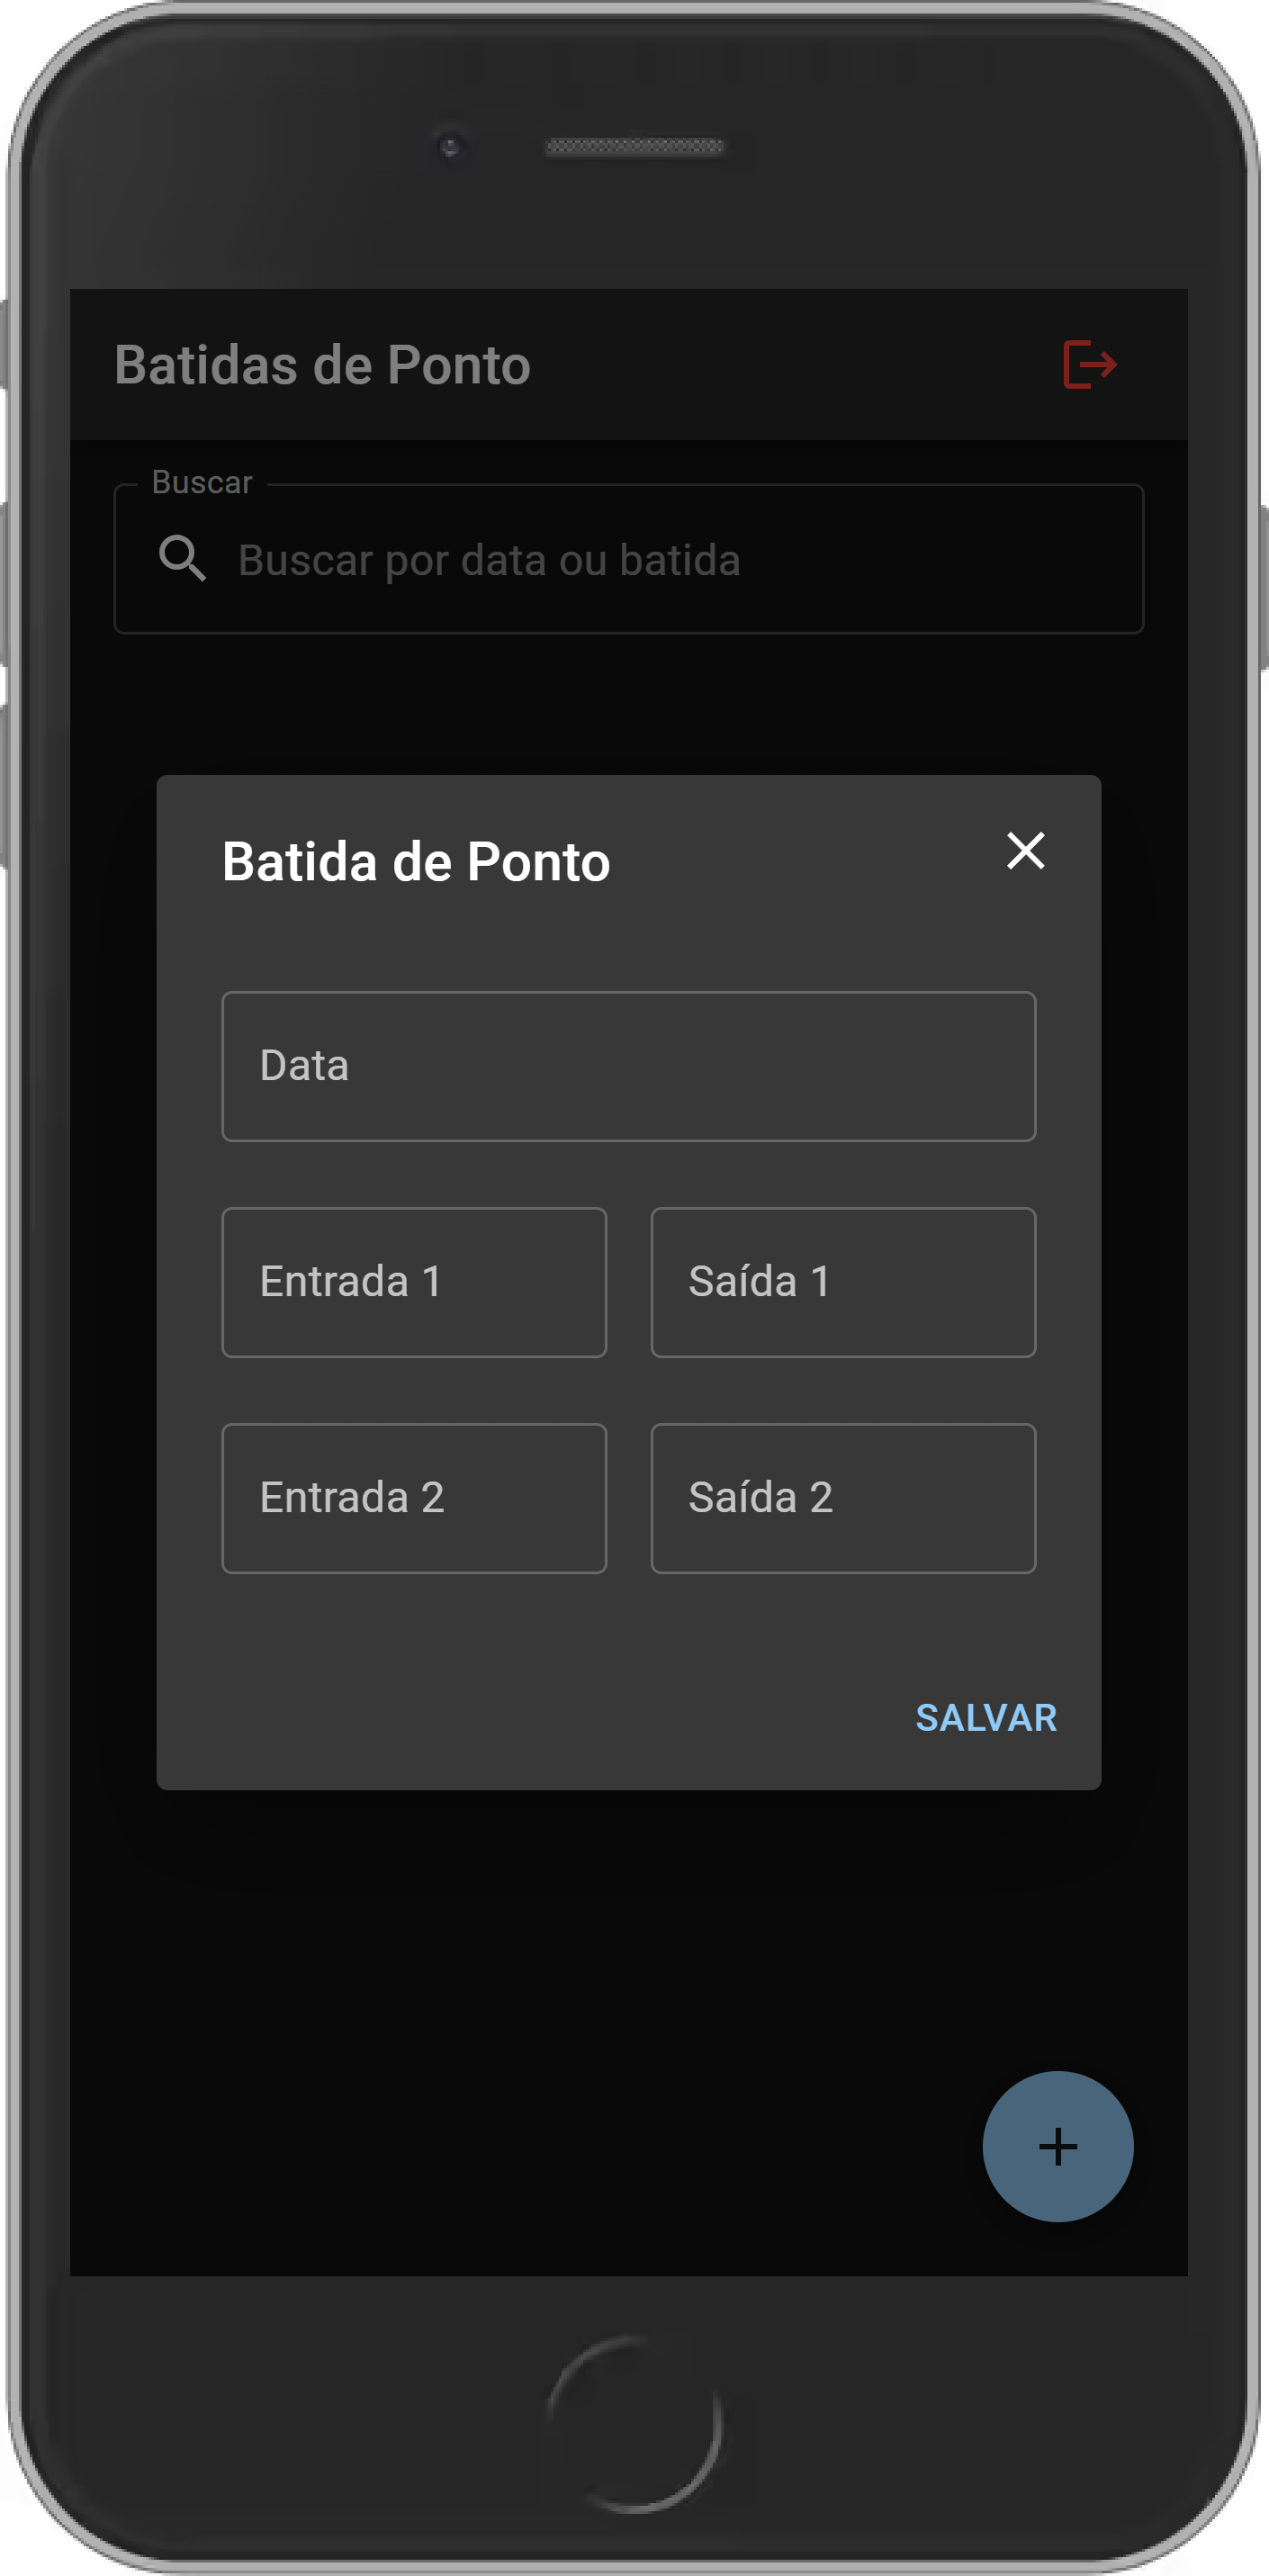 Batidas de Ponto
Buscar
Buscar por data ou batida
Batida de Ponto
Data
Entrada 1 Saída 1
Entrada 2 Saída 2
SALVAR